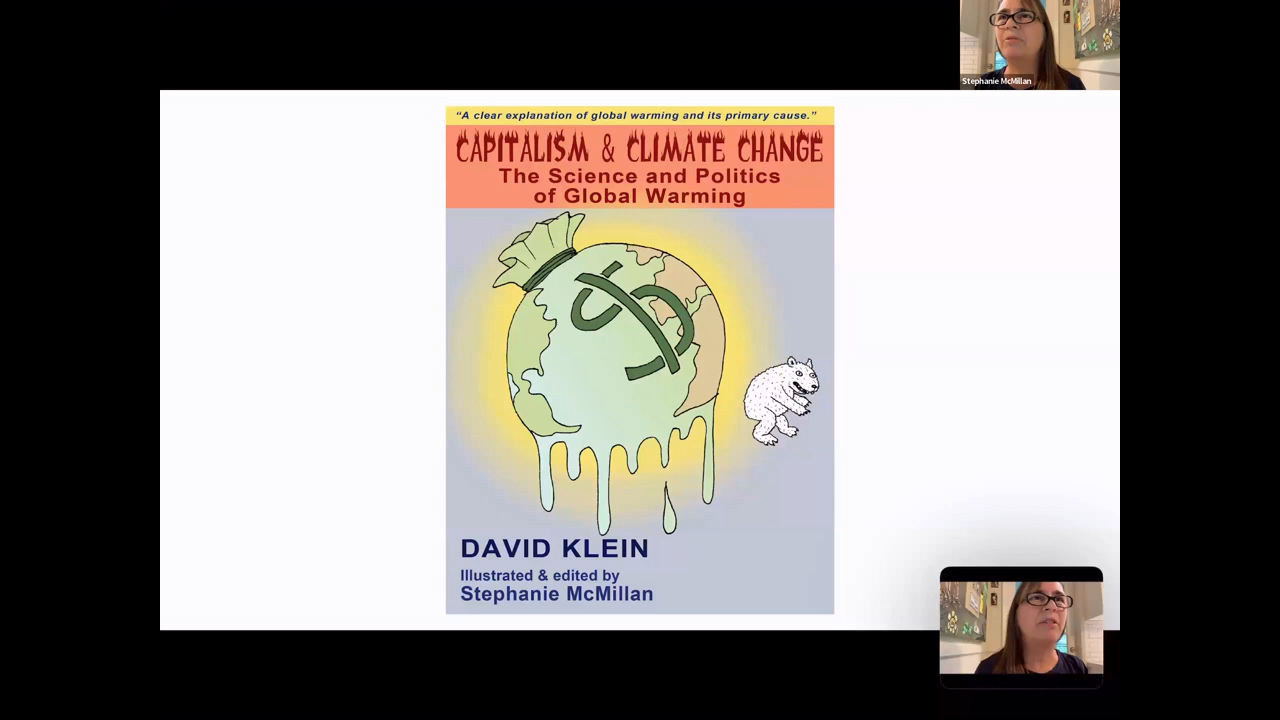 Stephanie McMillan
“A clear explanation of global warming and its primary cause.”
CAPITALISM & CLIMATE CHANGE
The Science and Politics
of Global Warming
$
DAVID KLEIN
Illustrated & edited by
Stephanie McMillan